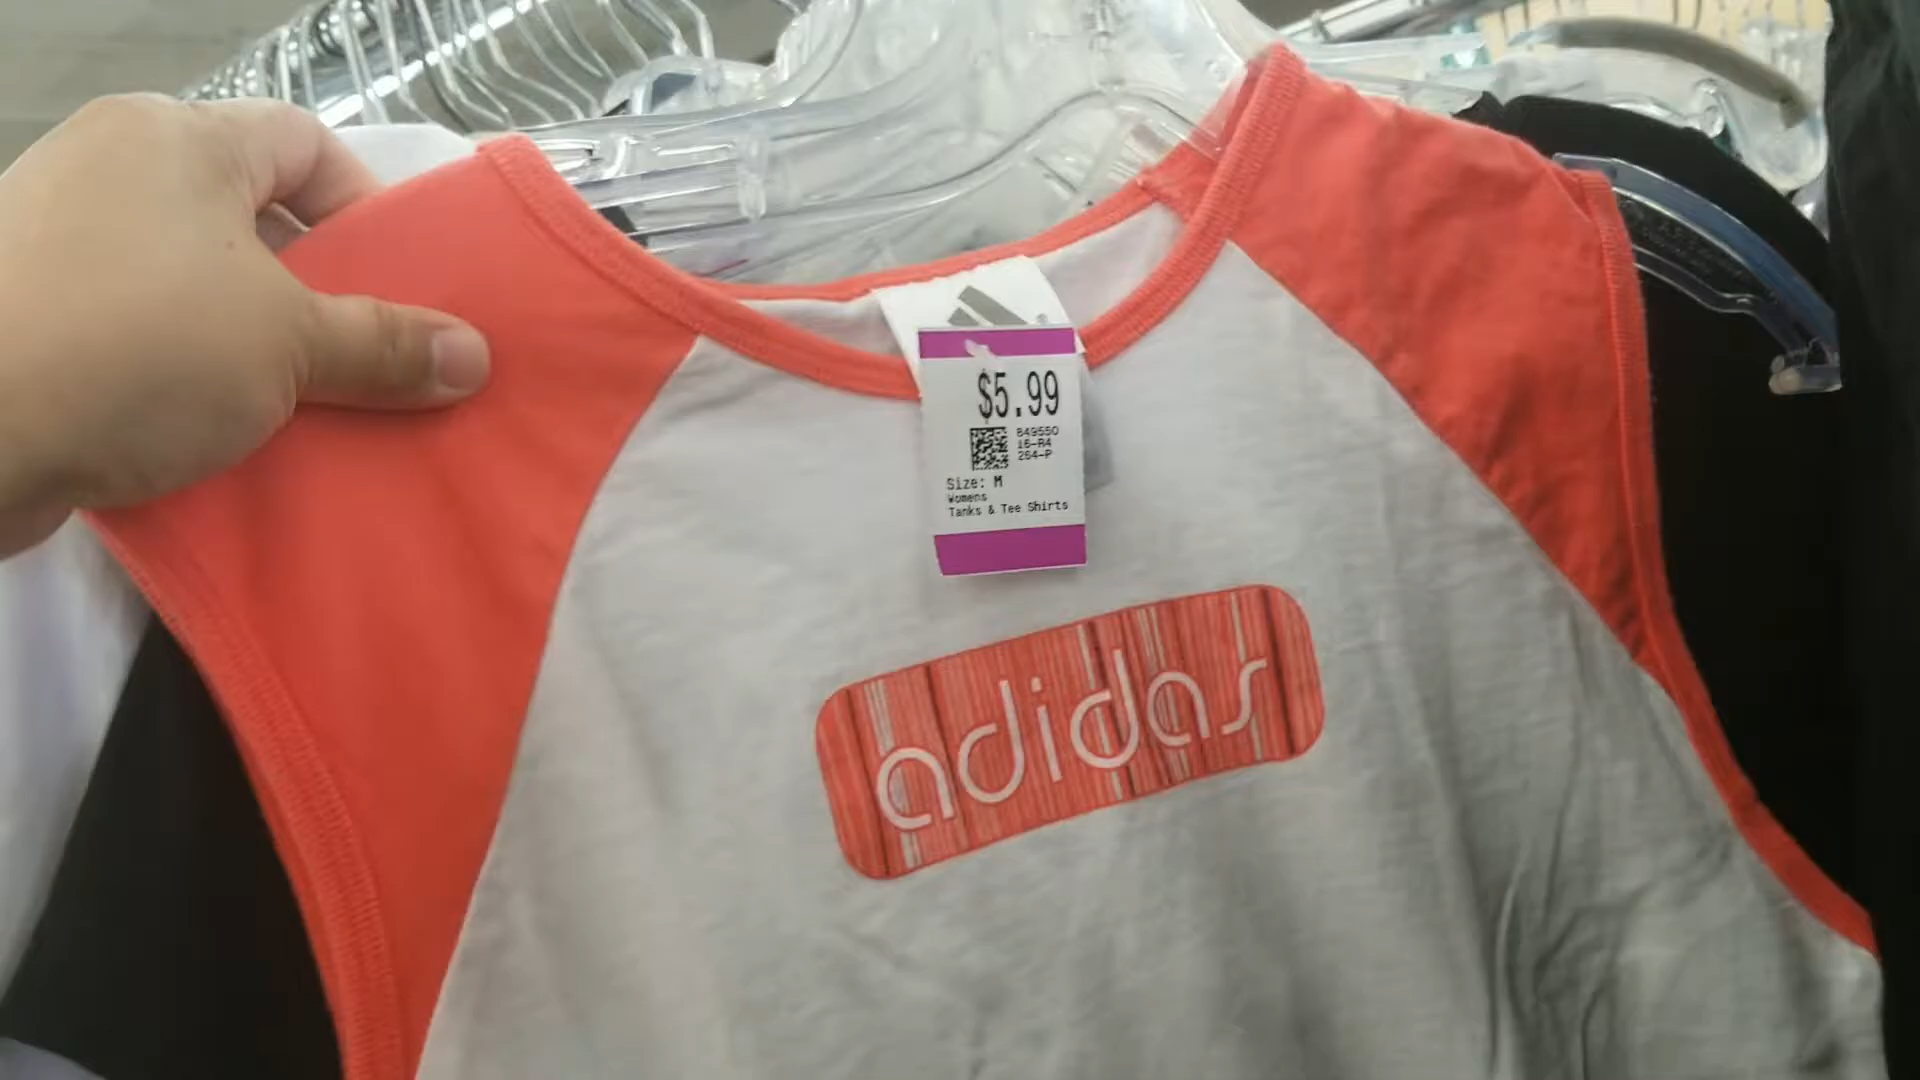 $5.99
849550
16-R4
264-P
Size: M
Womens
Tanks & Tee Shirts
adidas